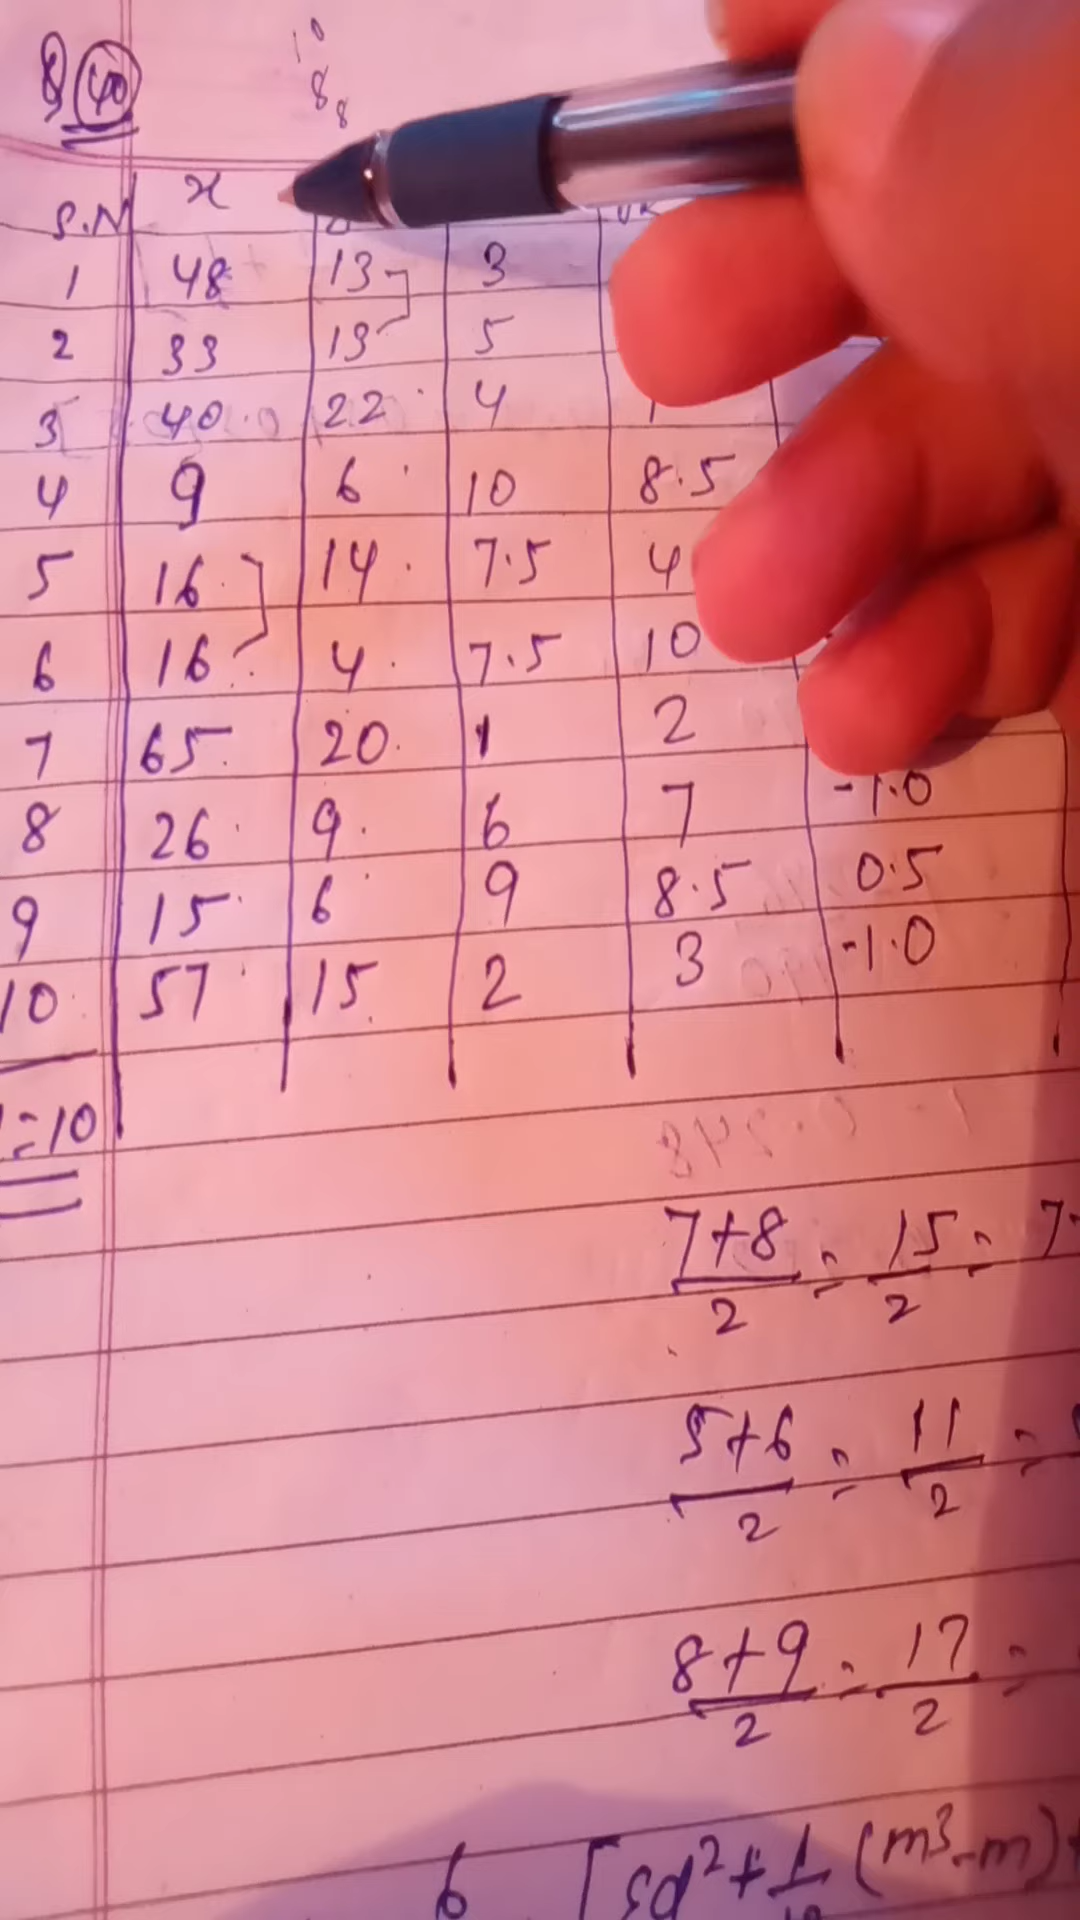 Q 40
10
8 8
S.N x
1 48 13 3
2 33 13 5
3 40 22 4 1
4 9 6 10 8.5
5 16 14 7.5 4
6 16 4 7.5 10
7 65 20 1 2
8 26 9 6 7 -1.0
9 15 6 9 8.5 0.5
10 57 15 2 3 -1.0
=10
7+8/2 = 15/2 = 7.
5+6/2 = 11/2 =
8+9/2 = 17/2 =
6 [Σd²+1/12 (m³-m)+